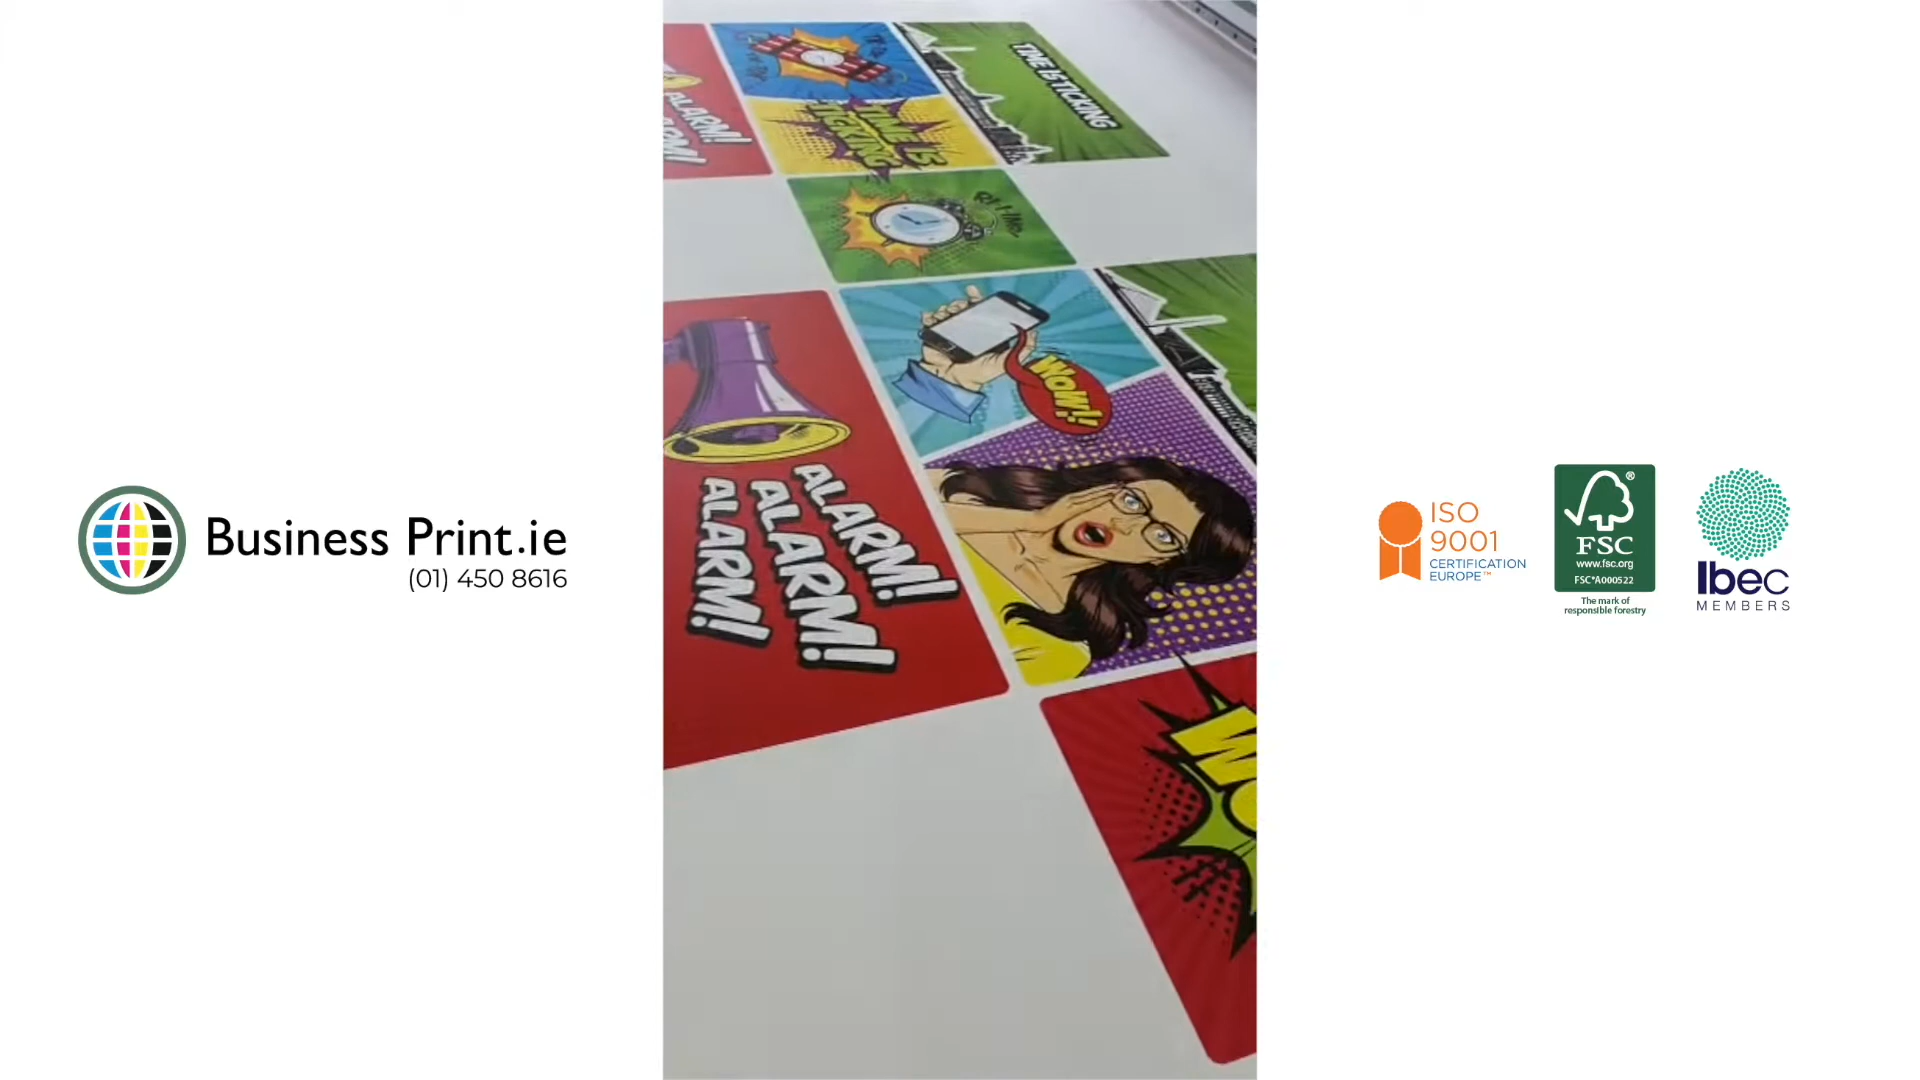 Business Print.ie
(01) 450 8616
TIME IS TICKING
TIME IS
TICKING
ALARM!
WOW!!
ALARM!
ALARM!
ALARM!
ISO
9001
CERTIFICATION
EUROPE™
®
FSC
www.fsc.org
FSC®A000522
The mark of
responsible forestry
Ibec
MEMBERS